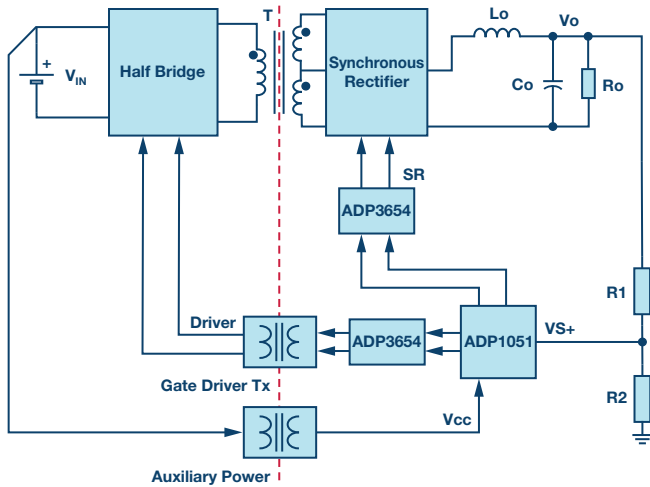 T
Lo
Vo
+
V_IN
Half Bridge
Synchronous
Rectifier
Co
Ro
SR
ADP3654
R1
Driver
ADP3654
ADP1051
VS+
Gate Driver Tx
R2
Vcc
Auxiliary Power